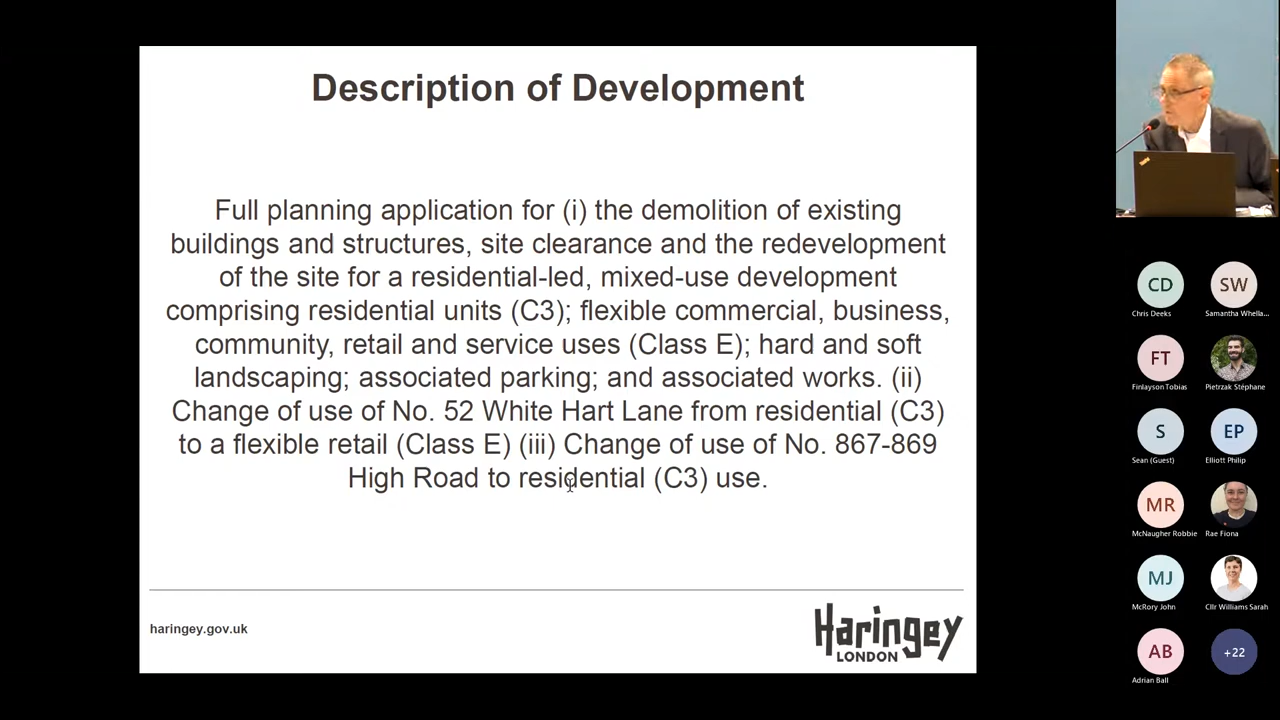 Description of Development
Full planning application for (i) the demolition of existing
buildings and structures, site clearance and the redevelopment
of the site for a residential-led, mixed-use development
comprising residential units (C3); flexible commercial, business,
community, retail and service uses (Class E); hard and soft
landscaping; associated parking; and associated works. (ii)
Change of use of No. 52 White Hart Lane from residential (C3)
to a flexible retail (Class E) (iii) Change of use of No. 867-869
High Road to residential (C3) use.
haringey.gov.uk
Haringey
LONDON
CD
SW
Chris Deeks
Samantha Whella...
FT
Finlayson Tobias
Pietrzak Stéphane
S
EP
Sean (Guest)
Elliott Philip
MR
McNaugher Robbie
Rae Fiona
MJ
McRory John
Cllr Williams Sarah
AB
+22
Adrian Ball